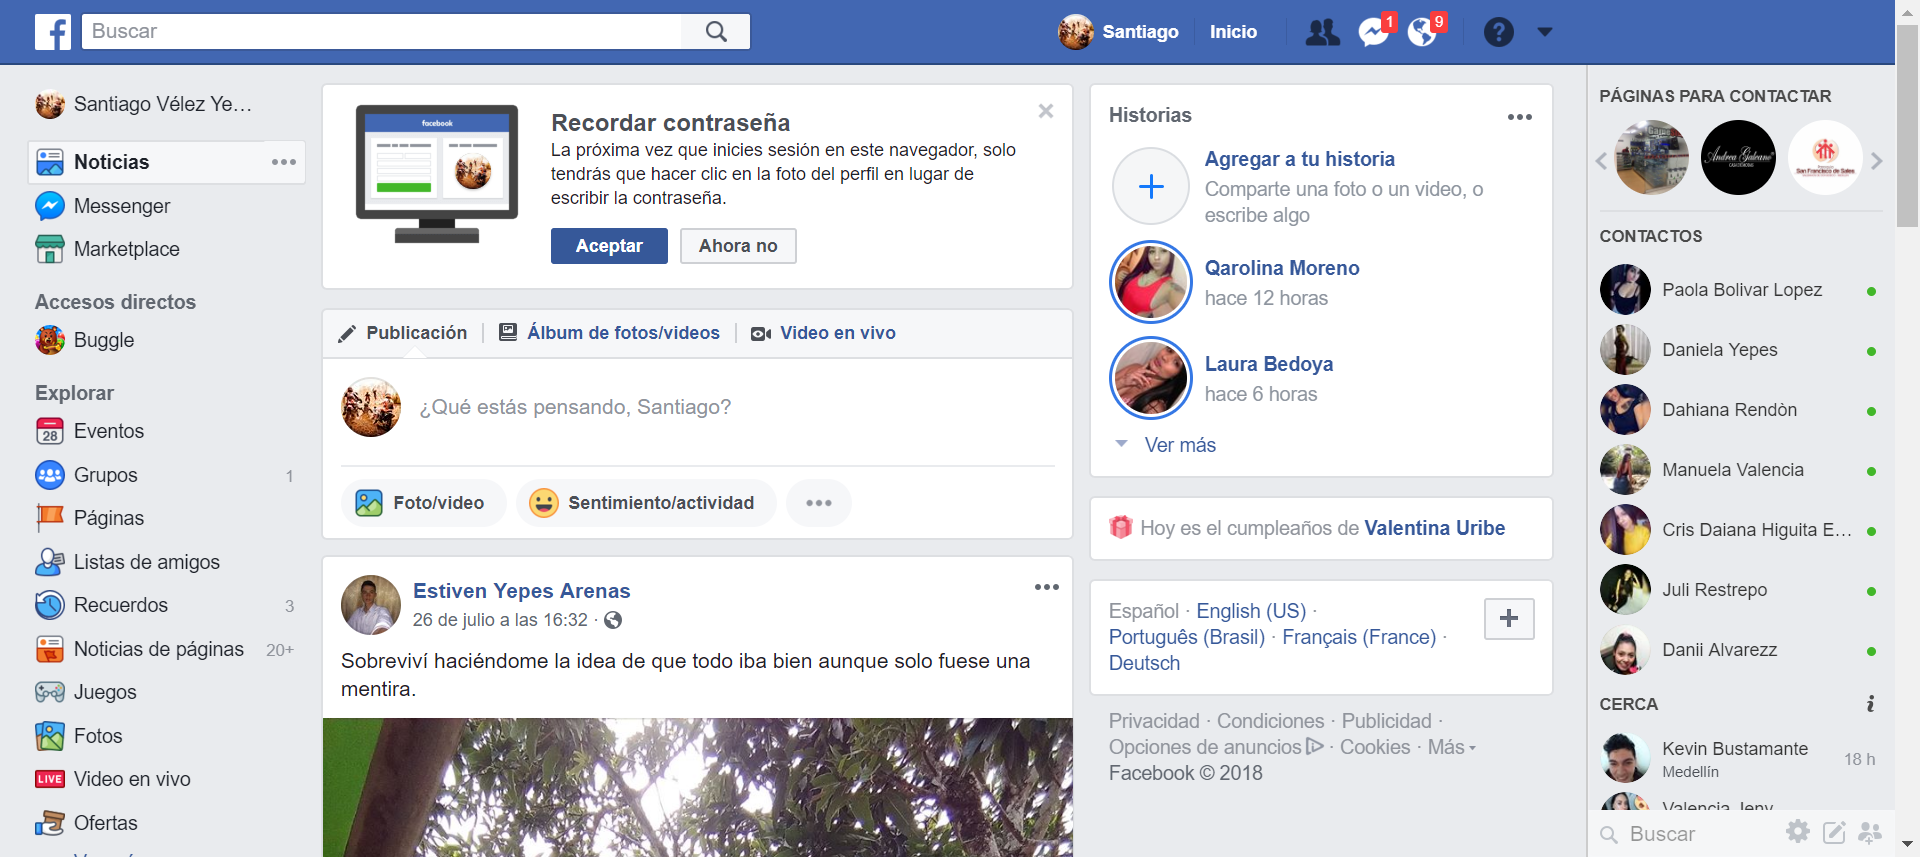 Buscar
Santiago
Inicio
1
9
Santiago Vélez Ye...
Noticias
Messenger
Marketplace
Accesos directos
Buggle
Explorar
28
Eventos
Grupos 1
Páginas
Listas de amigos
Recuerdos 3
Noticias de páginas 20+
Juegos
Fotos
LIVE Video en vivo
Ofertas
facebook
Recordar contraseña
La próxima vez que inicies sesión en este navegador, solo
tendrás que hacer clic en la foto del perfil en lugar de
escribir la contraseña.
Aceptar
Ahora no
Publicación
Álbum de fotos/videos
Video en vivo
¿Qué estás pensando, Santiago?
Foto/video
Sentimiento/actividad
Estiven Yepes Arenas
26 de julio a las 16:32 ·
Sobreviví haciéndome la idea de que todo iba bien aunque solo fuese una
mentira.
Historias
Agregar a tu historia
Comparte una foto o un video, o
escribe algo
Qarolina Moreno
hace 12 horas
Laura Bedoya
hace 6 horas
Ver más
Hoy es el cumpleaños de Valentina Uribe
Español · English (US) ·
Português (Brasil) · Français (France) ·
Deutsch
Privacidad · Condiciones · Publicidad ·
Opciones de anuncios · Cookies · Más
Facebook © 2018
PÁGINAS PARA CONTACTAR
Andrea Galeano
San Francisco de Sales
CONTACTOS
Paola Bolivar Lopez
Daniela Yepes
Dahiana Rendòn
Manuela Valencia
Cris Daiana Higuita E...
Juli Restrepo
Danii Alvarezz
CERCA
Kevin Bustamante
Medellín
18 h
Valencia Jeny
Buscar